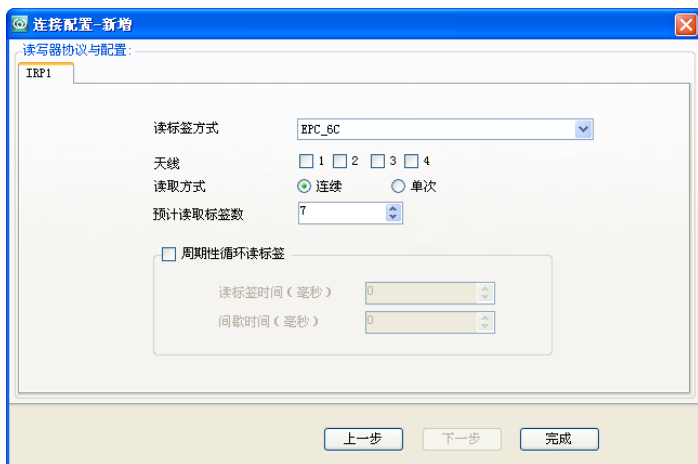 连接配置-新增
读写器协议与配置:
IRP1
读标签方式 EPC_6C
天线 1 2 3 4
读取方式 连续 单次
预计读取标签数 7
周期性循环读标签
读标签时间(毫秒) 0
间歇时间(毫秒) 0
上一步 下一步 完成